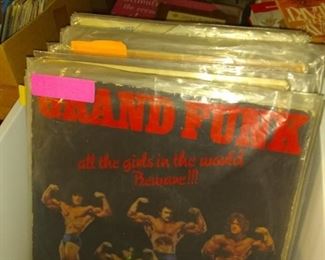 GRAND FUNK
all the girls in the world
Beware!!!